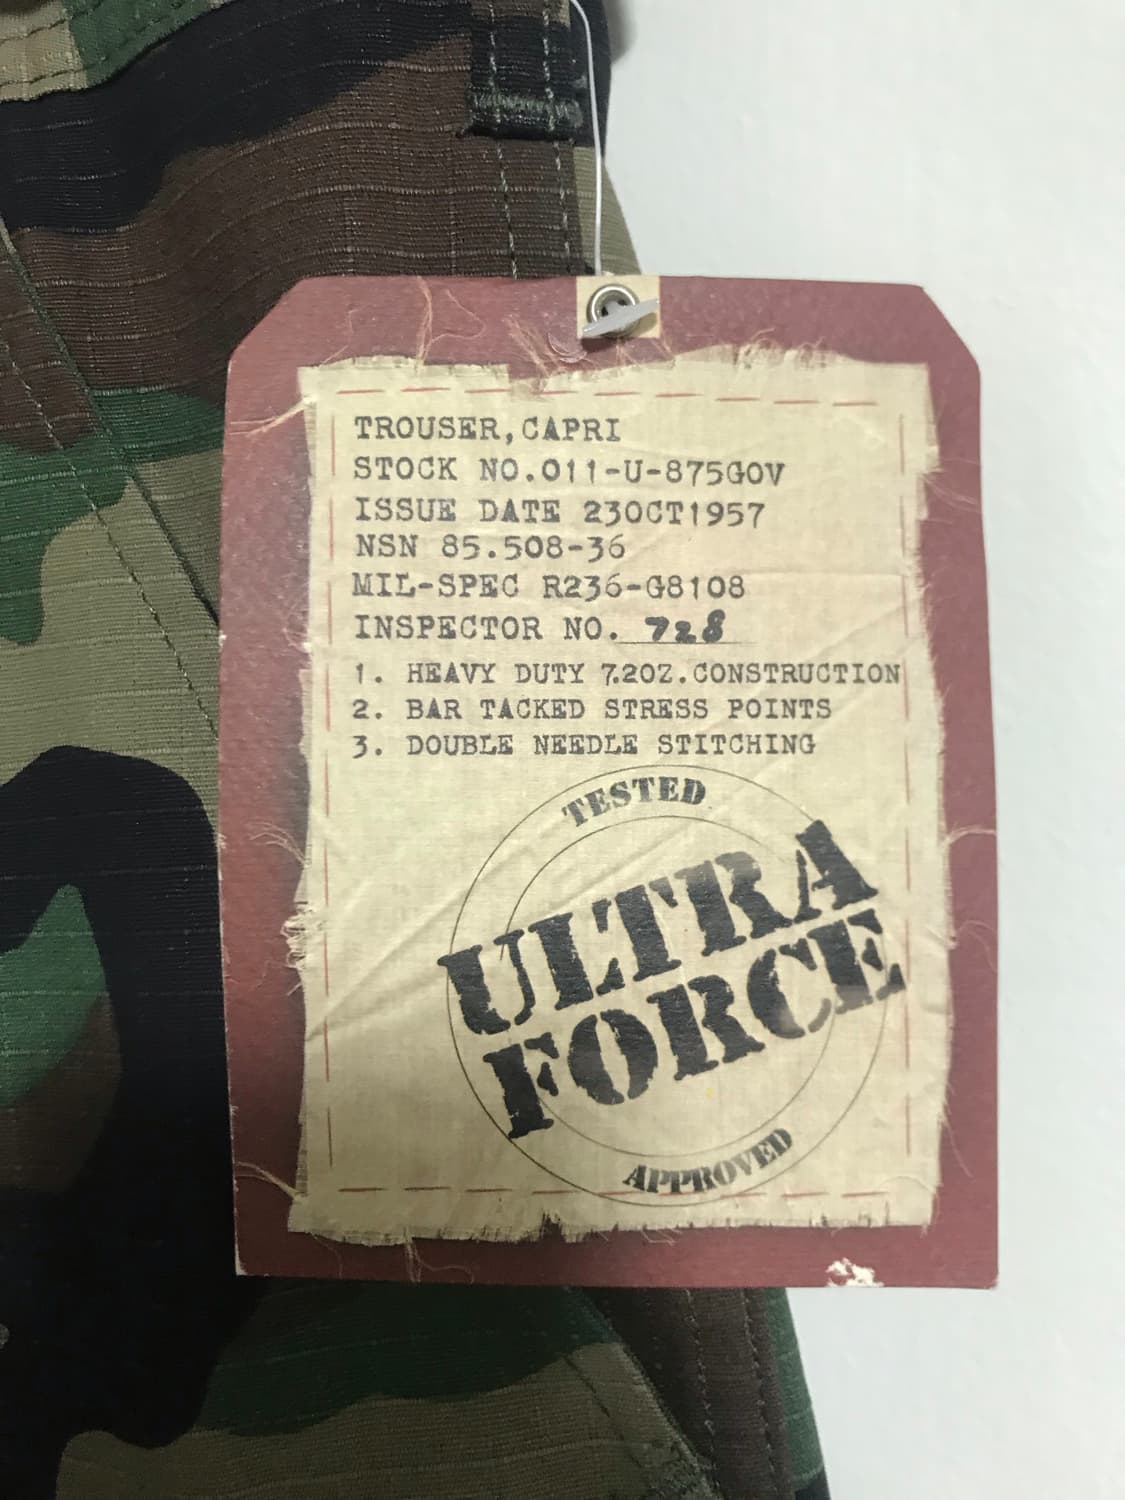 TROUSER,CAPRI
STOCK NO.011-U-875GOV
ISSUE DATE 23OCT1957
NSN 85.508-36
MIL-SPEC R236-G8108
INSPECTOR NO. 728
1. HEAVY DUTY 7.2OZ.CONSTRUCTION
2. BAR TACKED STRESS POINTS
3. DOUBLE NEEDLE STITCHING
TESTED
ULTRA
FORCE
APPROVED